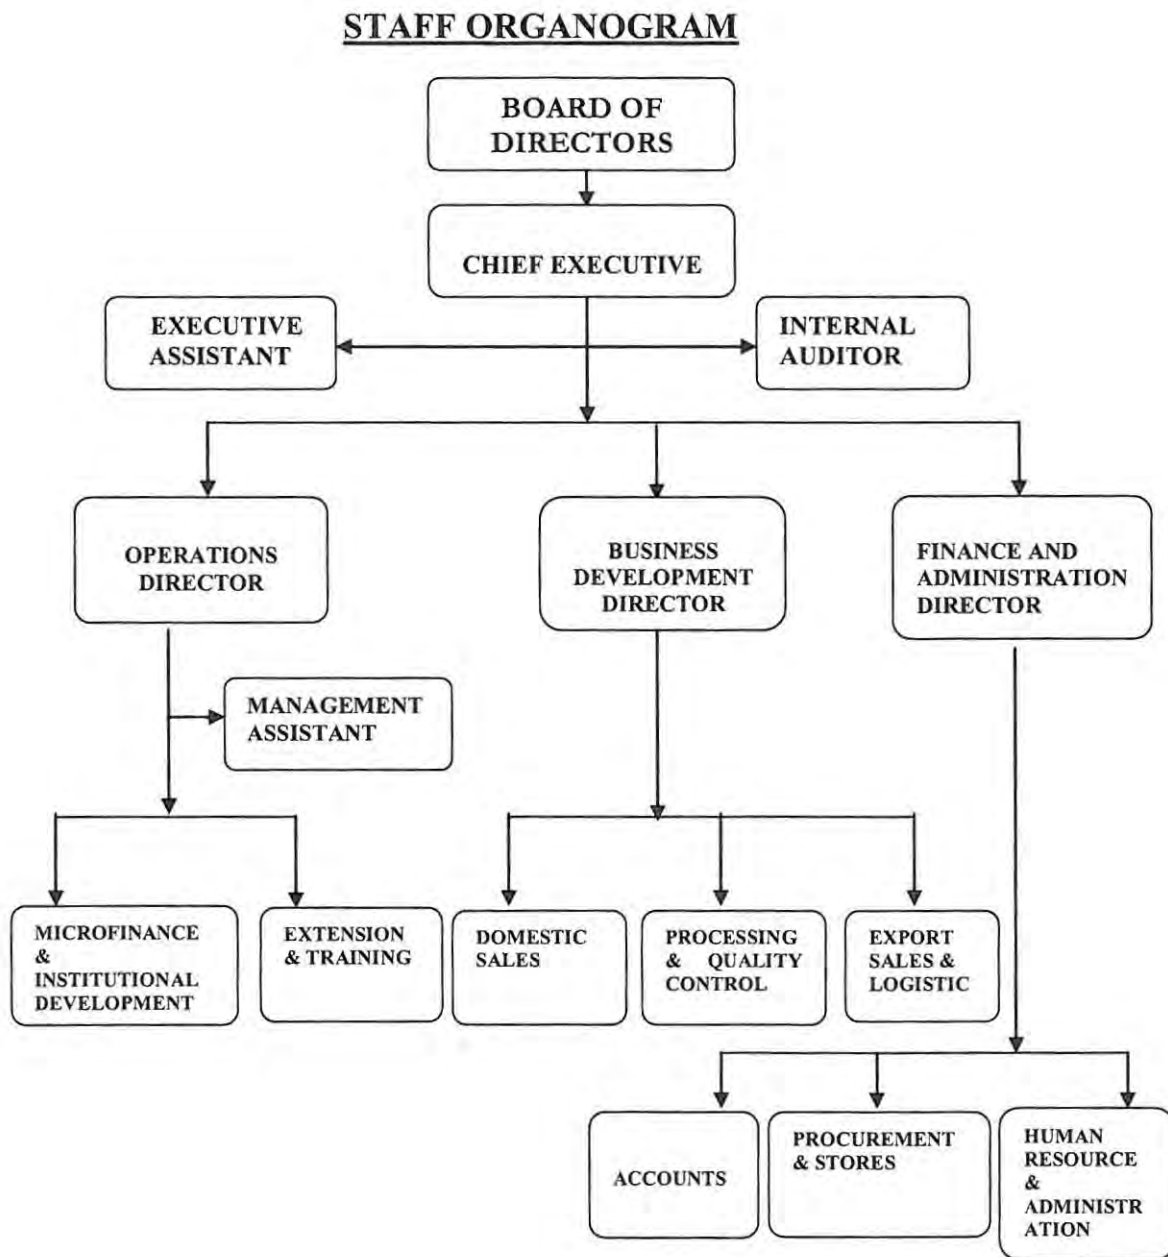 STAFF ORGANOGRAM
BOARD OF
DIRECTORS
CHIEF EXECUTIVE
EXECUTIVE
ASSISTANT
INTERNAL
AUDITOR
OPERATIONS
DIRECTOR
BUSINESS
DEVELOPMENT
DIRECTOR
FINANCE AND
ADMINISTRATION
DIRECTOR
MANAGEMENT
ASSISTANT
MICROFINANCE
&
INSTITUTIONAL
DEVELOPMENT
EXTENSION
& TRAINING
DOMESTIC
SALES
PROCESSING
& QUALITY
CONTROL
EXPORT
SALES &
LOGISTIC
ACCOUNTS
PROCUREMENT
& STORES
HUMAN
RESOURCE
&
ADMINISTR
ATION